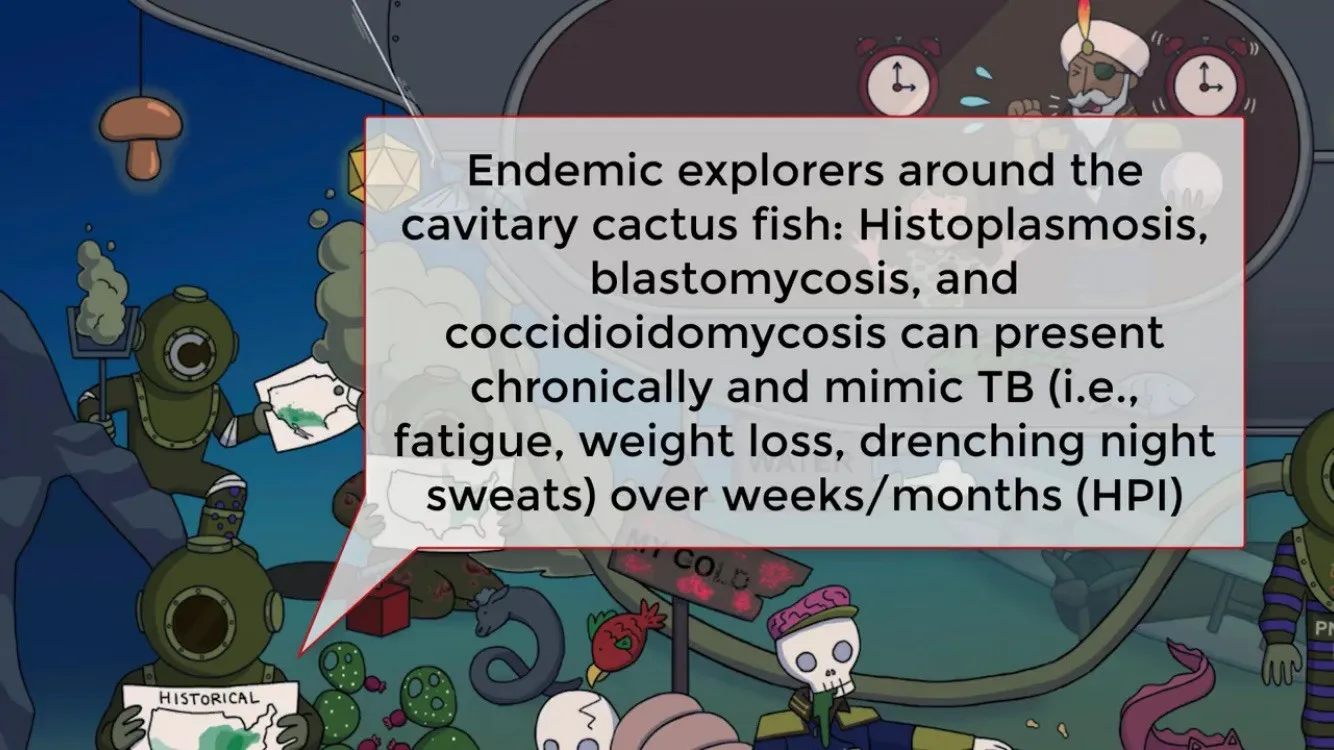 C
Endemic explorers around the
cavitary cactus fish: Histoplasmosis,
blastomycosis, and
coccidioidomycosis can present
chronically and mimic TB (i.e.,
fatigue, weight loss, drenching night
sweats) over weeks/months (HPI)
WATER
MY COLD
HISTORICAL